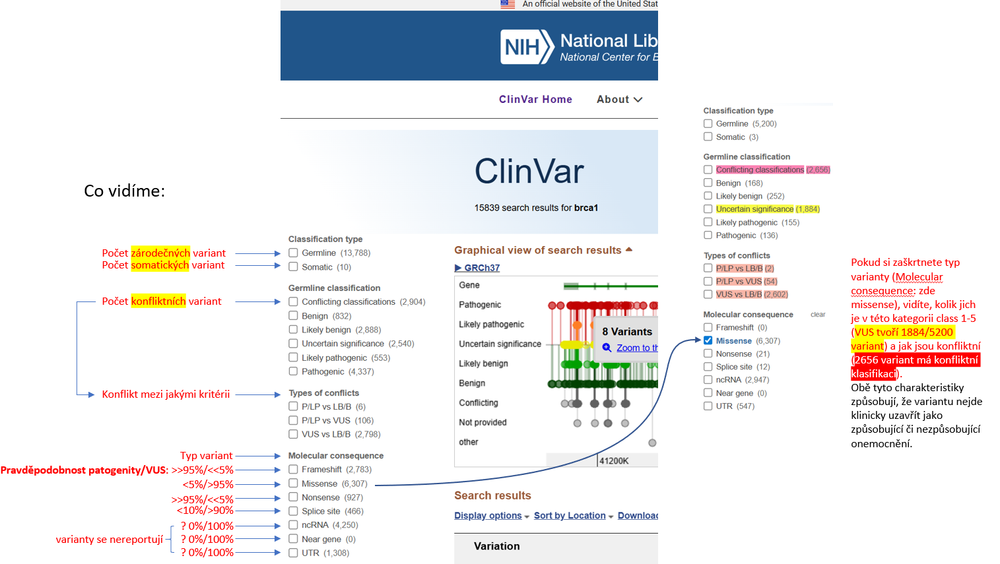 An official website of the United Stat
NIH National Lib
National Center for B
ClinVar Home About
ClinVar
15839 search results for brca1
Co vidíme:
Počet zárodečných variant
Počet somatických variant
Počet konfliktních variant
Konflikt mezi jakými kritérii
Typ variant
Pravděpodobnost patogenity/VUS: >>95%/<<5%
<5%/>95%
>>95%/<<5%
<10%/>90%
? 0%/100%
varianty se nereportují ? 0%/100%
? 0%/100%
Classification type
Germline (13,788)
Somatic (10)
Germline classification
Conflicting classifications (2,904)
Benign (832)
Likely benign (2,888)
Uncertain significance (2,540)
Likely pathogenic (553)
Pathogenic (4,337)
Types of conflicts
P/LP vs LB/B (6)
P/LP vs VUS (106)
VUS vs LB/B (2,798)
Molecular consequence
Frameshift (2,783)
Missense (6,307)
Nonsense (927)
Splice site (466)
ncRNA (4,250)
Near gene (0)
UTR (1,308)
Graphical view of search results
GRCh37
Gene
Pathogenic
Likely pathogenic
Uncertain significance
Likely benign
Benign
Conflicting
Not provided
other
8 Variants
Zoom to th
41200K
Search results
Display options Sort by Location Download
Variation
Classification type
Germline (5,200)
Somatic (3)
Germline classification
Conflicting classifications (2,656)
Benign (168)
Likely benign (252)
Uncertain significance (1,884)
Likely pathogenic (155)
Pathogenic (136)
Types of conflicts
P/LP vs LB/B (2)
P/LP vs VUS (54)
VUS vs LB/B (2,602)
Molecular consequence clear
Frameshift (0)
Missense (6,307)
Nonsense (21)
Splice site (12)
ncRNA (2,947)
Near gene (0)
UTR (547)
Pokud si zaškrtnete typ
varianty (Molecular
consequence: zde
missense), vidíte, kolik jich
je v této kategorii class 1-5
(VUS tvoří 1884/5200
variant) a jak jsou konfliktní
(2656 variant má konfliktní
klasifikaci).
Obě tyto charakteristiky
způsobují, že variantu nejde
klinicky uzavřít jako
způsobující či nezpůsobující
onemocnění.